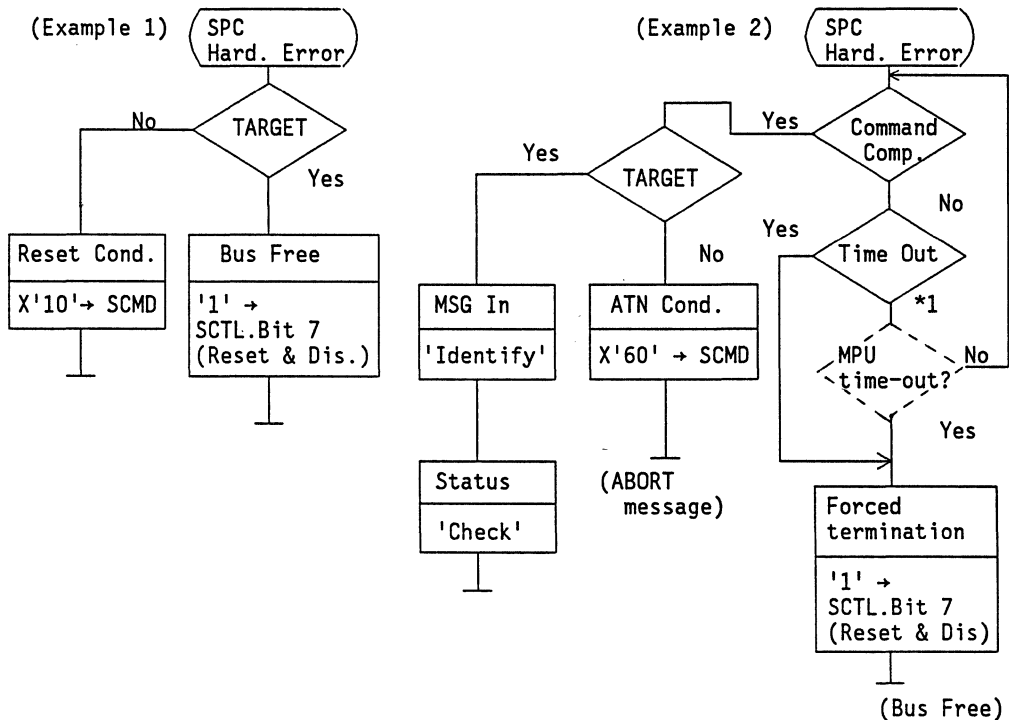 (Example 1)
SPC
Hard. Error
TARGET
No
Yes
Reset Cond.
X'10'→ SCMD
Bus Free
'1' →
SCTL.Bit 7
(Reset & Dis.)
(Example 2)
SPC
Hard. Error
Command
Comp.
Yes
No
TARGET
Yes
No
MSG In
'Identify'
Status
'Check'
ATN Cond.
X'60' → SCMD
(ABORT
message)
Time Out
Yes
*1
MPU
time-out?
No
Yes
Forced
termination
'1' →
SCTL.Bit 7
(Reset & Dis)
(Bus Free)